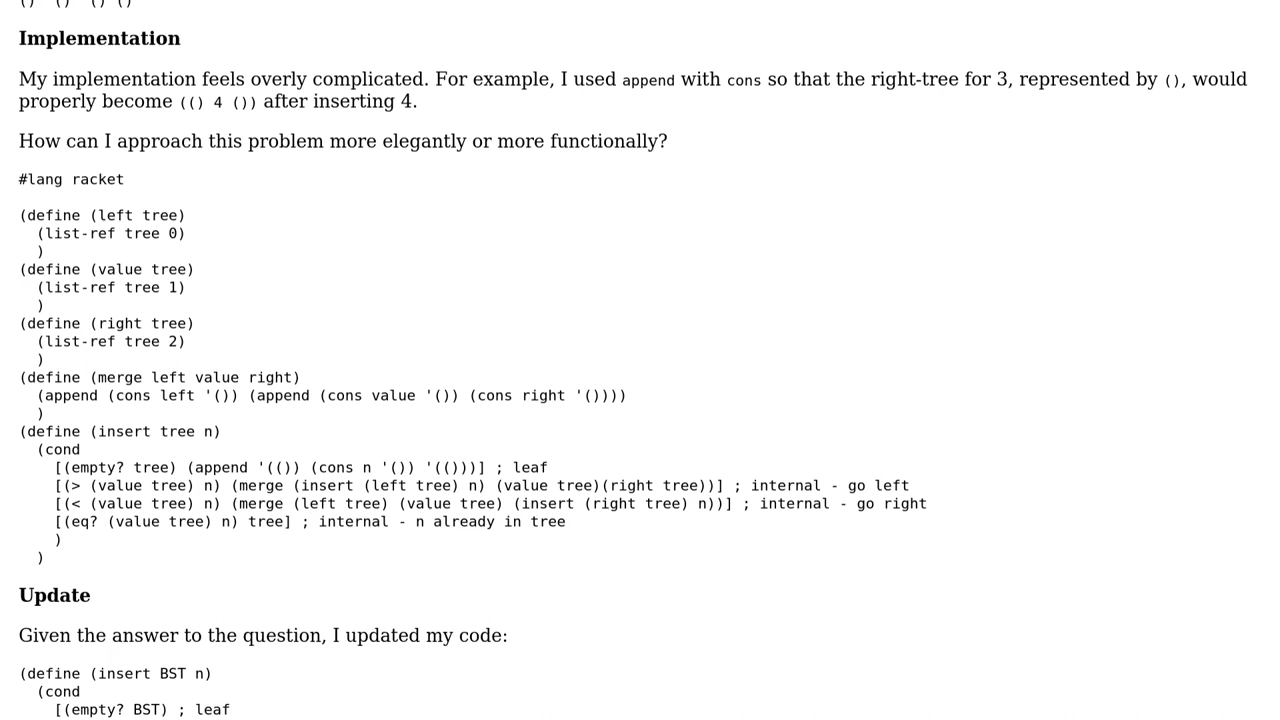 () () () ()
Implementation
My implementation feels overly complicated. For example, I used append with cons so that the right-tree for 3, represented by (), would
properly become (() 4 ()) after inserting 4.
How can I approach this problem more elegantly or more functionally?
#lang racket
(define (left tree)
  (list-ref tree 0)
  )
(define (value tree)
  (list-ref tree 1)
  )
(define (right tree)
  (list-ref tree 2)
  )
(define (merge left value right)
  (append (cons left '()) (append (cons value '()) (cons right '())))
  )
(define (insert tree n)
  (cond
    [(empty? tree) (append '(()) (cons n '()) '(()))] ; leaf
    [(> (value tree) n) (merge (insert (left tree) n) (value tree)(right tree))] ; internal - go left
    [(< (value tree) n) (merge (left tree) (value tree) (insert (right tree) n))] ; internal - go right
    [(eq? (value tree) n) tree] ; internal - n already in tree
    )
  )
Update
Given the answer to the question, I updated my code:
(define (insert BST n)
  (cond
    [(empty? BST) ; leaf